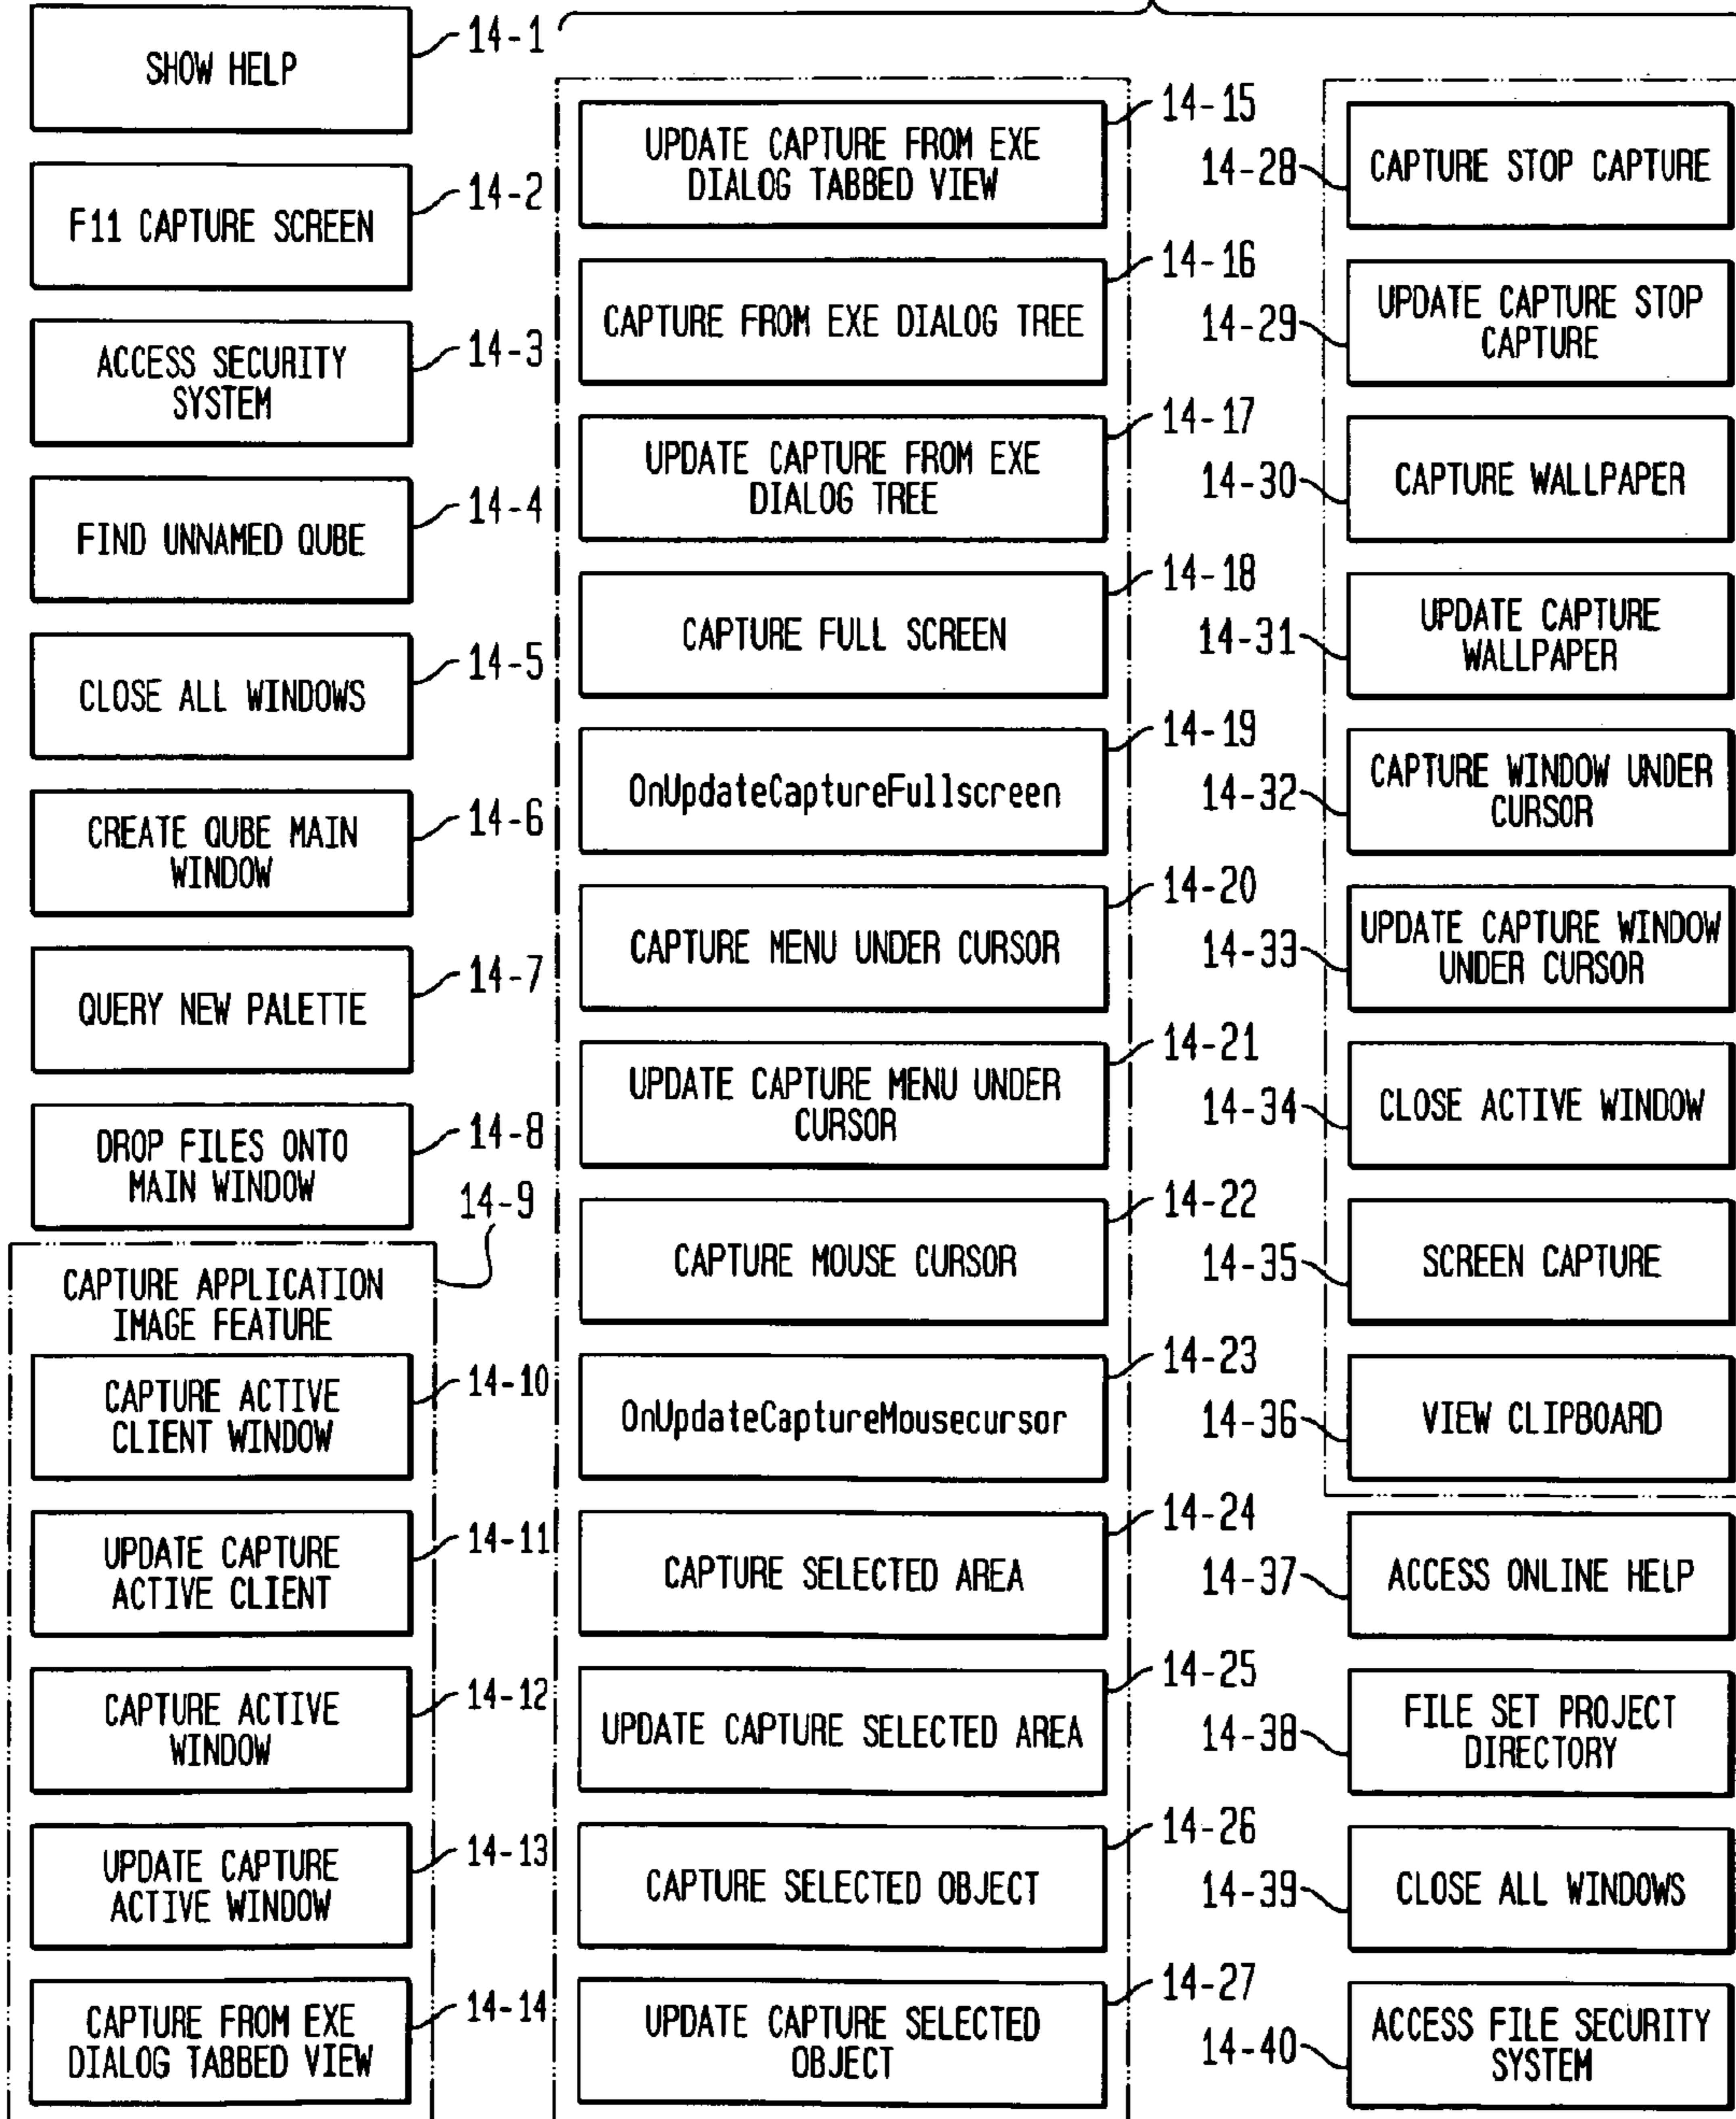 SHOW HELP
14-1
F11 CAPTURE SCREEN
14-2
ACCESS SECURITY
SYSTEM
14-3
FIND UNNAMED QUBE
14-4
CLOSE ALL WINDOWS
14-5
CREATE QUBE MAIN
WINDOW
14-6
QUERY NEW PALETTE
14-7
DROP FILES ONTO
MAIN WINDOW
14-8
14-9
CAPTURE APPLICATION
IMAGE FEATURE
CAPTURE ACTIVE
CLIENT WINDOW
14-10
UPDATE CAPTURE
ACTIVE CLIENT
14-11
CAPTURE ACTIVE
WINDOW
14-12
UPDATE CAPTURE
ACTIVE WINDOW
14-13
CAPTURE FROM EXE
DIALOG TABBED VIEW
14-14
UPDATE CAPTURE FROM EXE
DIALOG TABBED VIEW
14-15
CAPTURE FROM EXE DIALOG TREE
14-16
UPDATE CAPTURE FROM EXE
DIALOG TREE
14-17
CAPTURE FULL SCREEN
14-18
OnUpdateCaptureFullscreen
14-19
CAPTURE MENU UNDER CURSOR
14-20
UPDATE CAPTURE MENU UNDER
CURSOR
14-21
CAPTURE MOUSE CURSOR
14-22
OnUpdateCaptureMousecursor
14-23
CAPTURE SELECTED AREA
14-24
UPDATE CAPTURE SELECTED AREA
14-25
CAPTURE SELECTED OBJECT
14-26
UPDATE CAPTURE SELECTED
OBJECT
14-27
14-28
CAPTURE STOP CAPTURE
14-29
UPDATE CAPTURE STOP
CAPTURE
14-30
CAPTURE WALLPAPER
14-31
UPDATE CAPTURE
WALLPAPER
14-32
CAPTURE WINDOW UNDER
CURSOR
14-33
UPDATE CAPTURE WINDOW
UNDER CURSOR
14-34
CLOSE ACTIVE WINDOW
14-35
SCREEN CAPTURE
14-36
VIEW CLIPBOARD
14-37
ACCESS ONLINE HELP
14-38
FILE SET PROJECT
DIRECTORY
14-39
CLOSE ALL WINDOWS
14-40
ACCESS FILE SECURITY
SYSTEM